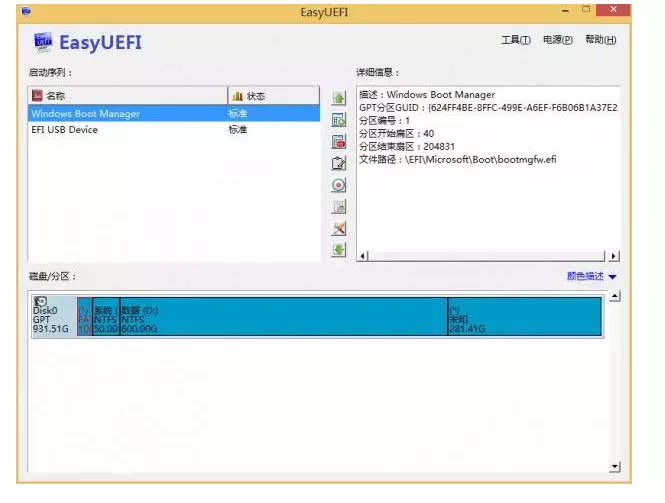 EasyUEFI
EasyUEFI
工具(T) 电源(P) 帮助(H)
启动序列：
名称 状态
Windows Boot Manager 标准
EFI USB Device 标准
详细信息：
描述：Windows Boot Manager
GPT分区GUID：{624FF4BE-8FFC-499E-A6EF-F6B06B1A37E2
分区编号：1
分区开始扇区：40
分区结束扇区：204831
文件路径：\EFI\Microsoft\Boot\bootmgfw.efi
磁盘/分区：
颜色描述
Disk0
GPT
931.51G
(*)
FA
10
系统 (
NTFS
50.00
数据 (D:)
NTFS
600.00G
(*)
未知
281.41G